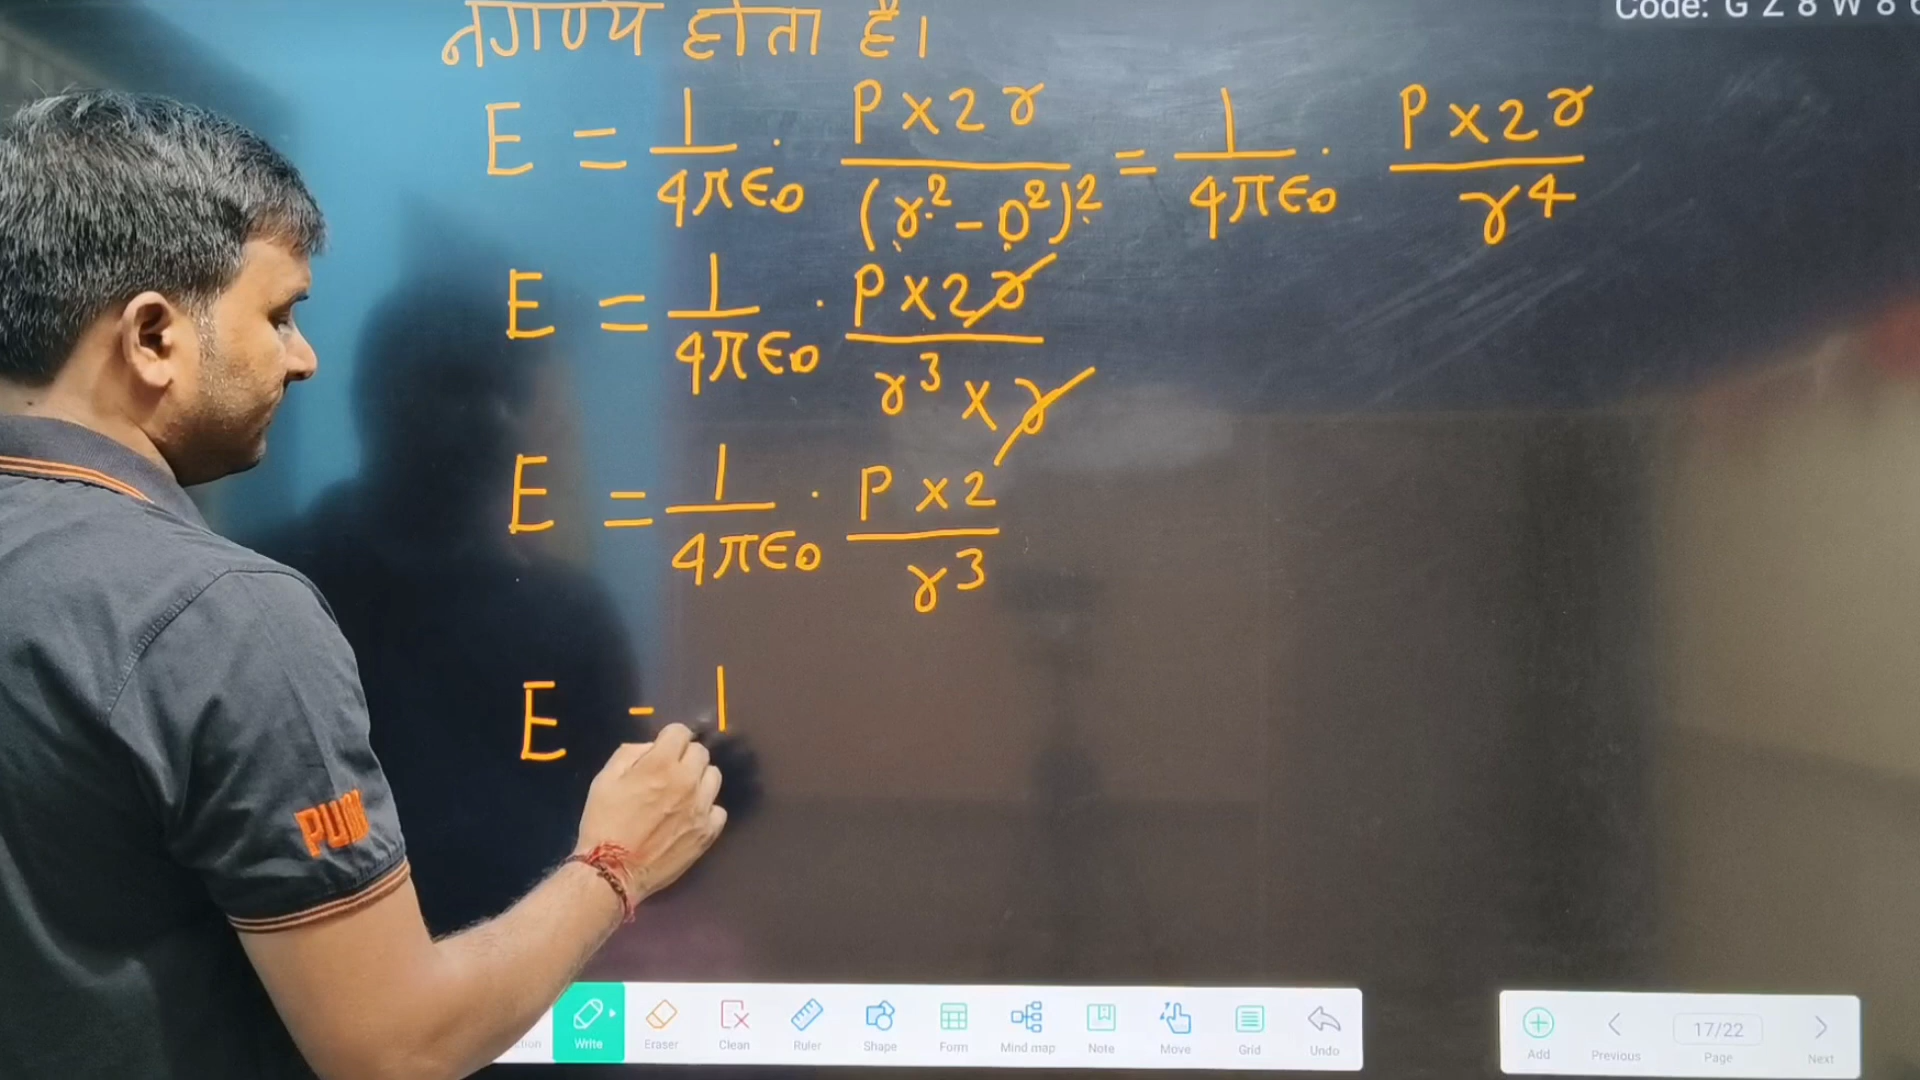 Code: G Z 8 W 8
नगण्य होता है।
E = 1/4πϵ₀ · P×2r/(r²-0²)² = 1/4πϵ₀ · P×2r/r⁴
E = 1/4πϵ₀ · P×2r/r³×r
E = 1/4πϵ₀ · P×2/r³
E - 1
PUM
Write Eraser Clean Ruler Shape Form Mind map Note Move Grid Undo
Add Previous 17/22 Page Next